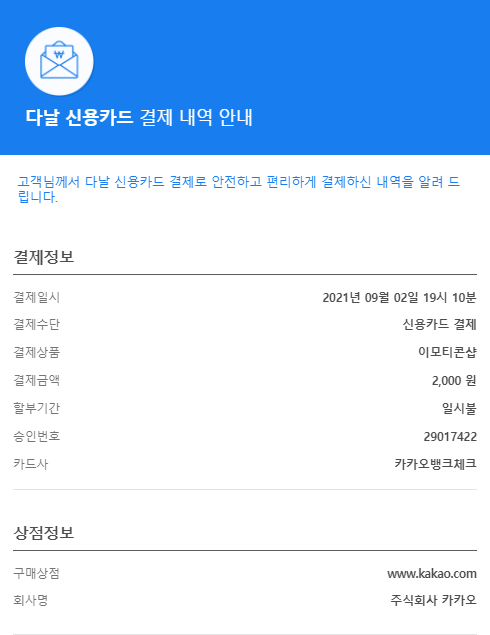 ₩
다날 신용카드 결제 내역 안내
고객님께서 다날 신용카드 결제로 안전하고 편리하게 결제하신 내역을 알려 드
립니다.
결제정보
결제일시 2021년 09월 02일 19시 10분
결제수단 신용카드 결제
결제상품 이모티콘샵
결제금액 2,000 원
할부기간 일시불
승인번호 29017422
카드사 카카오뱅크체크
상점정보
구매상점 www.kakao.com
회사명 주식회사 카카오